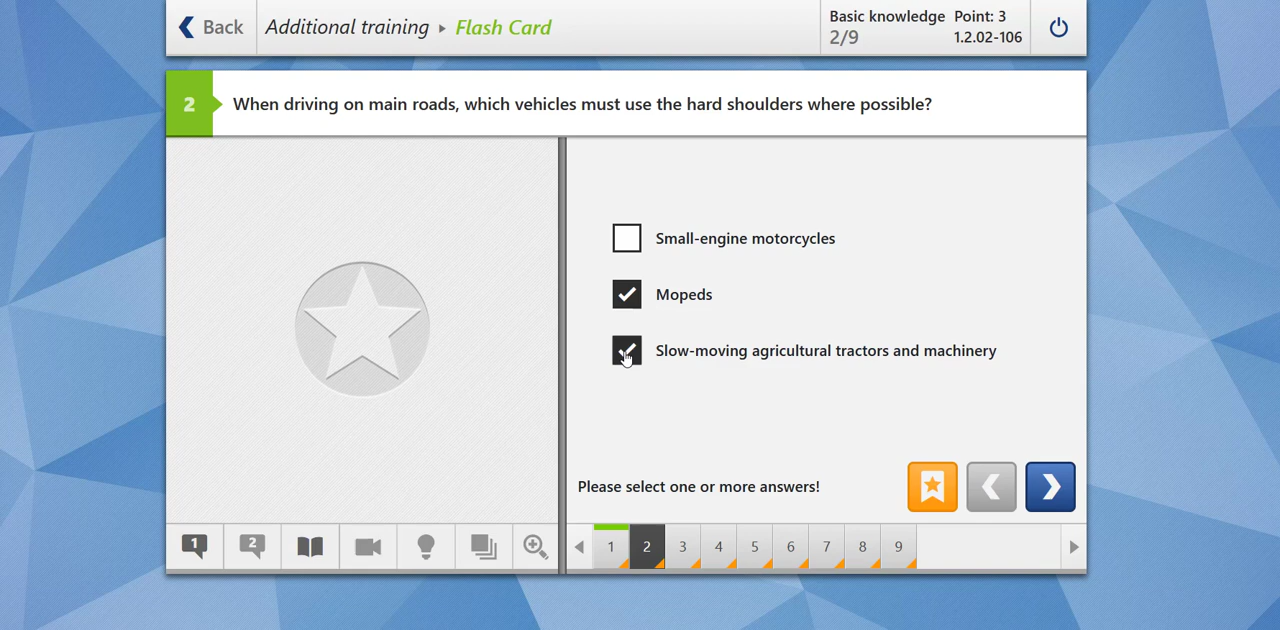 Back
Additional training ▸ Flash Card
Basic knowledge Point: 3
2/9 1.2.02-106
2 When driving on main roads, which vehicles must use the hard shoulders where possible?
Small-engine motorcycles
Mopeds
Slow-moving agricultural tractors and machinery
Please select one or more answers!
1 2
1 2 3 4 5 6 7 8 9